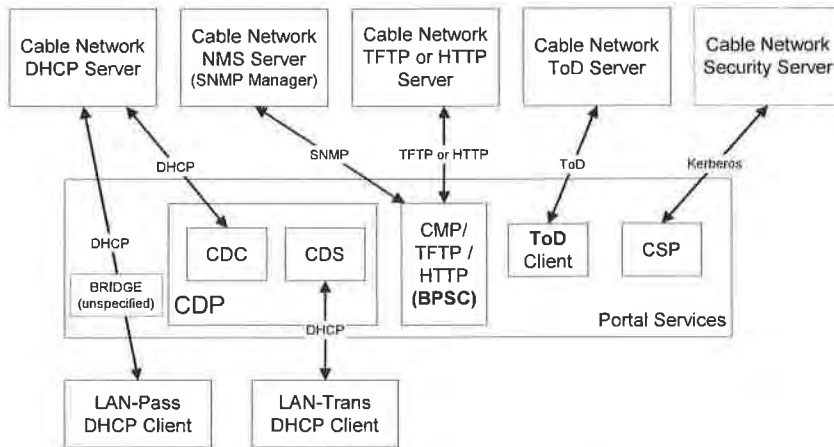 Cable Network
DHCP Server
Cable Network
NMS Server
(SNMP Manager)
Cable Network
TFTP or HTTP
Server
Cable Network
ToD Server
Cable Network
Security Server
SNMP
TFTP or HTTP
DHCP
ToD
Kerberos
DHCP
BRIDGE
(unspecified)
CDC
CDS
CDP
CMP/
TFTP /
HTTP
(BPSC)
ToD
Client
CSP
Portal Services
DHCP
LAN-Pass
DHCP Client
LAN-Trans
DHCP Client